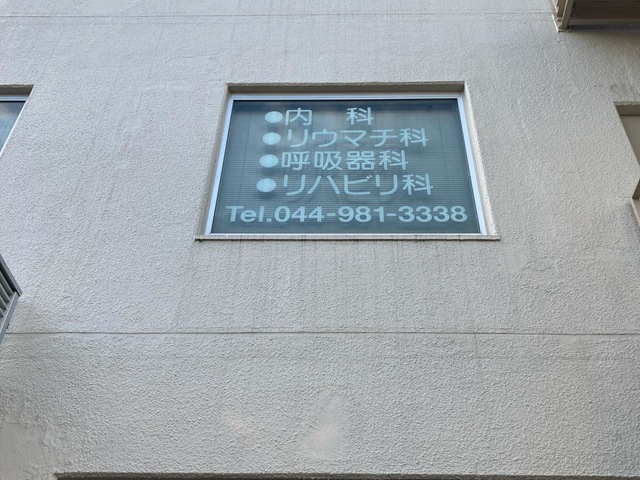 ●内　科
●リウマチ科
●呼吸器科
●リハビリ科
Tel.044-981-3338